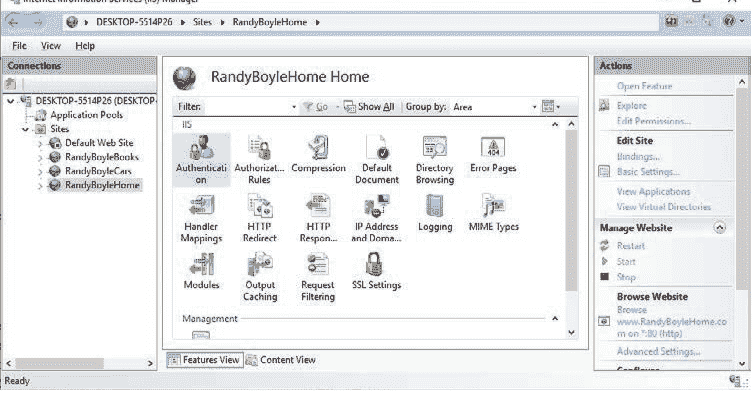 Internet Information Services (IIS) Manager
DESKTOP-5514P26 Sites RandyBoyleHome
File View Help
Connections
DESKTOP-5514P26 (DESKTOP-
Application Pools
Sites
Default Web Site
RandyBoyleBooks
RandyBoyleCars
RandyBoyleHome
RandyBoyleHome Home
Filter: Go Show All Group by: Area
IIS
Authenticati
on
Authorizat...
Rules
Compression
Default
Document
Directory
Browsing
Error Pages
Handler
Mappings
HTTP
Redirect
HTTP
Respon...
IP Address
and Doma...
Logging
MIME Types
Modules
Output
Caching
Request
Filtering
SSL Settings
Management
Features View Content View
Actions
Open Feature
Explore
Edit Permissions...
Edit Site
Bindings...
Basic Settings...
View Applications
View Virtual Directories
Manage Website
Restart
Start
Stop
Browse Website
Browse
www.RandyBoyleHome.co
m on *:80 (http)
Advanced Settings...
Configure
Ready